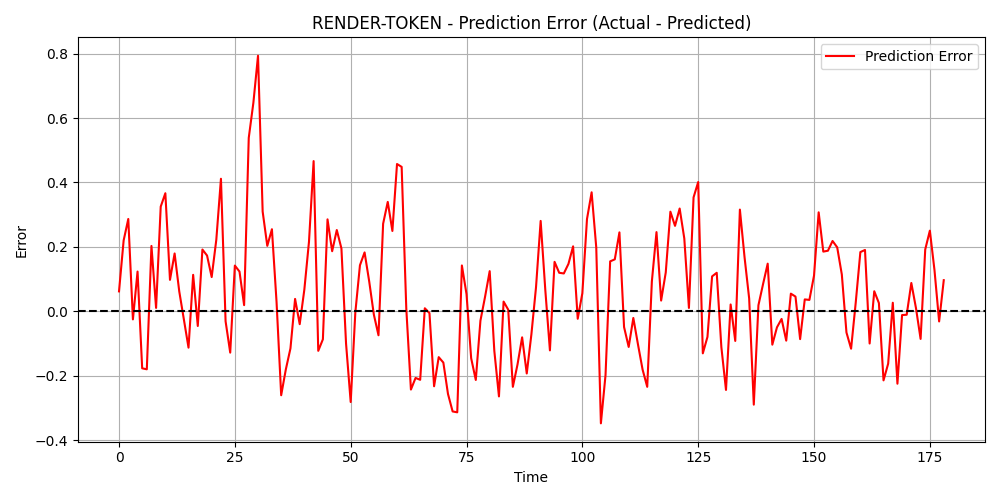 RENDER-TOKEN - Prediction Error (Actual - Predicted)
Prediction Error
Error
0.8
0.6
0.4
0.2
0.0
−0.2
−0.4
0 25 50 75 100 125 150 175
Time